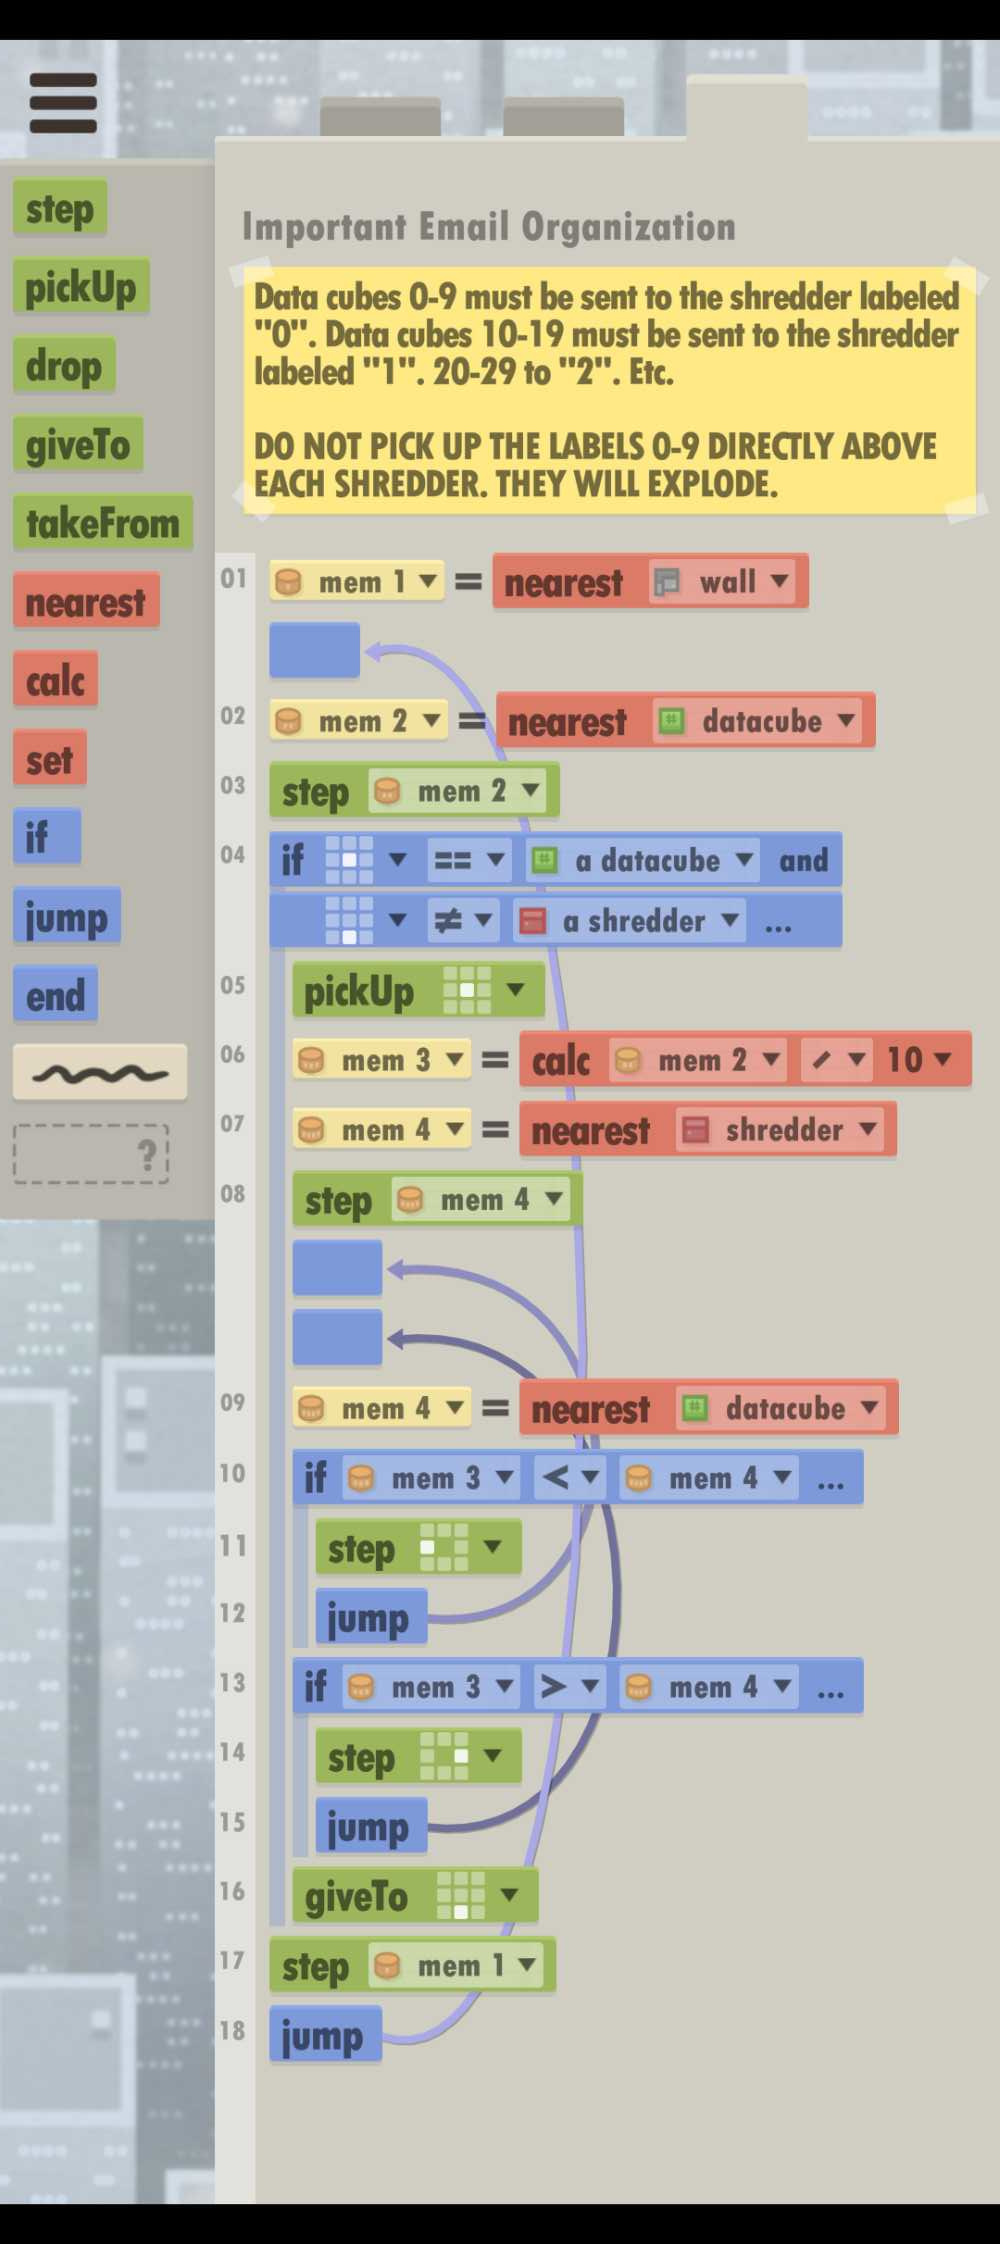 Important Email Organization
Data cubes 0-9 must be sent to the shredder labeled
"0". Data cubes 10-19 must be sent to the shredder
labeled "1". 20-29 to "2". Etc.
DO NOT PICK UP THE LABELS 0-9 DIRECTLY ABOVE
EACH SHREDDER. THEY WILL EXPLODE.
step
pickUp
drop
giveTo
takeFrom
nearest
calc
set
if
jump
end
?
01 mem 1 = nearest wall
02 mem 2 = nearest datacube
03 step mem 2
04 if == a datacube and
≠ a shredder ...
05 pickUp
06 mem 3 = calc mem 2 / 10
07 mem 4 = nearest shredder
08 step mem 4
09 mem 4 = nearest datacube
10 if mem 3 < mem 4 ...
11 step
12 jump
13 if mem 3 > mem 4 ...
14 step
15 jump
16 giveTo
17 step mem 1
18 jump